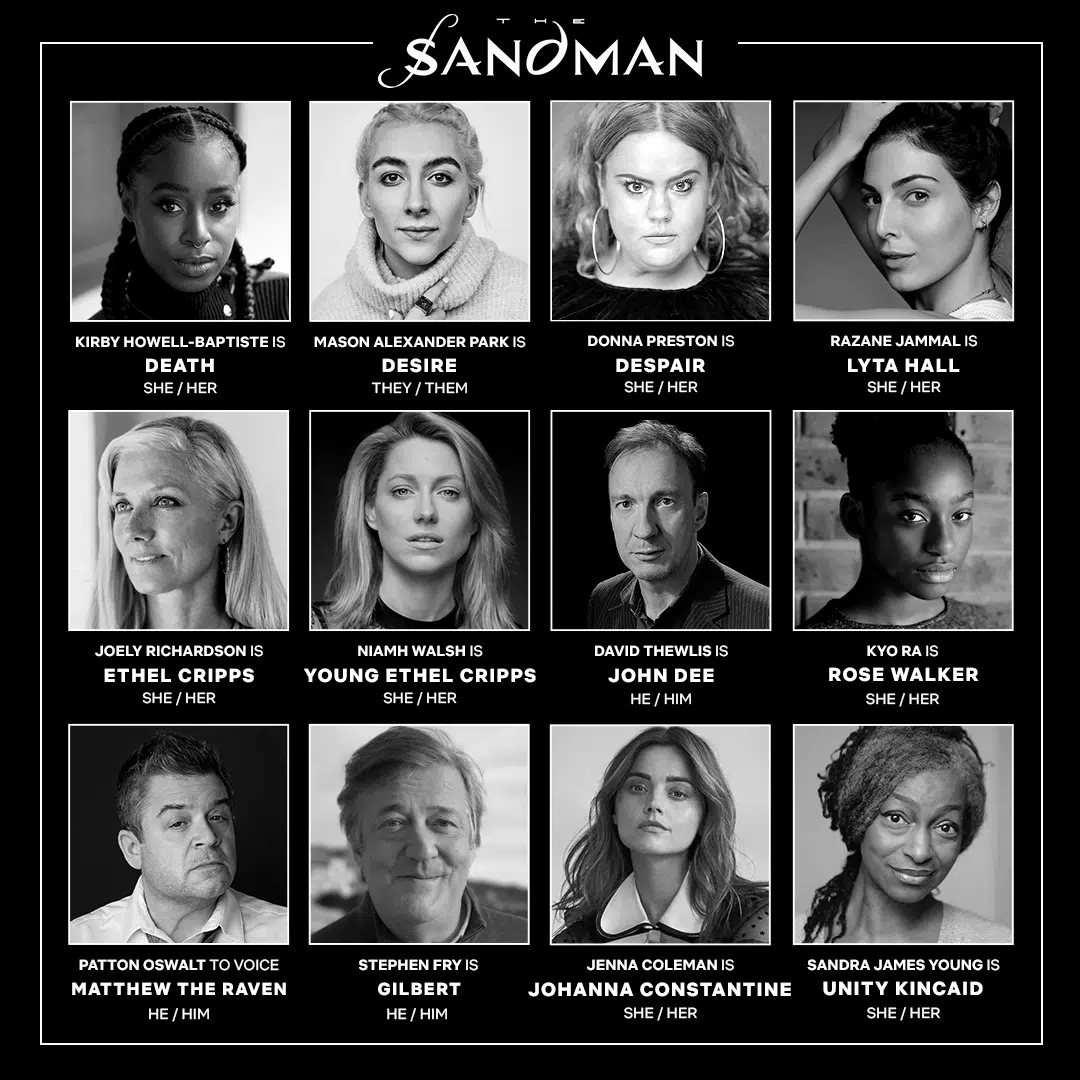 THE
SANDMAN
KIRBY HOWELL-BAPTISTE IS
DEATH
SHE / HER
MASON ALEXANDER PARK IS
DESIRE
THEY / THEM
DONNA PRESTON IS
DESPAIR
SHE / HER
RAZANE JAMMAL IS
LYTA HALL
SHE / HER
JOELY RICHARDSON IS
ETHEL CRIPPS
SHE / HER
NIAMH WALSH IS
YOUNG ETHEL CRIPPS
SHE / HER
DAVID THEWLIS IS
JOHN DEE
HE / HIM
KYO RA IS
ROSE WALKER
SHE / HER
PATTON OSWALT TO VOICE
MATTHEW THE RAVEN
HE / HIM
STEPHEN FRY IS
GILBERT
HE / HIM
JENNA COLEMAN IS
JOHANNA CONSTANTINE
SHE / HER
SANDRA JAMES YOUNG IS
UNITY KINCAID
SHE / HER